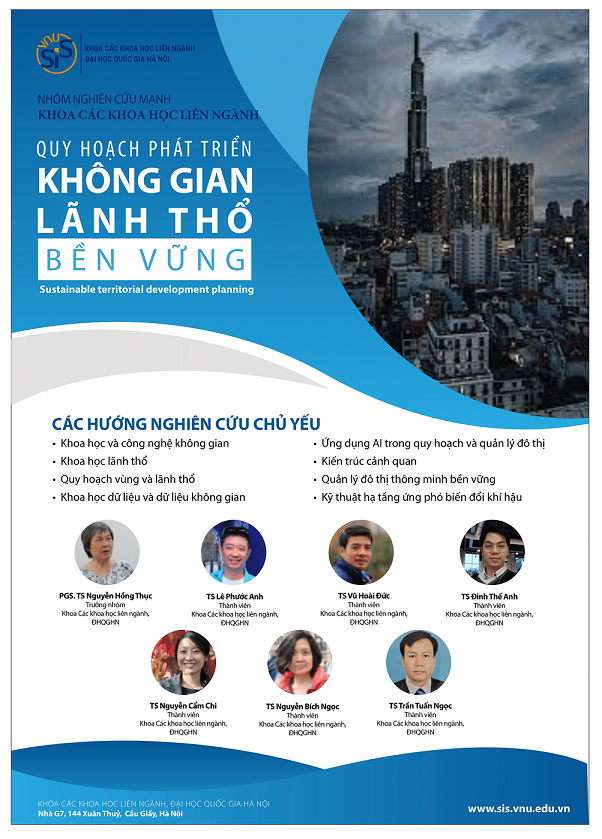 VNU
SiS
KHOA CÁC KHOA HỌC LIÊN NGÀNH
ĐẠI HỌC QUỐC GIA HÀ NỘI
NHÓM NGHIÊN CỨU MẠNH
KHOA CÁC KHOA HỌC LIÊN NGÀNH
QUY HOẠCH PHÁT TRIỂN
KHÔNG GIAN
LÃNH THỔ
BỀN VỮNG
Sustainable territorial development planning
CÁC HƯỚNG NGHIÊN CỨU CHỦ YẾU
• Khoa học và công nghệ không gian
• Khoa học lãnh thổ
• Quy hoạch vùng và lãnh thổ
• Khoa học dữ liệu và dữ liệu không gian
• Ứng dụng AI trong quy hoạch và quản lý đô thị
• Kiến trúc cảnh quan
• Quản lý đô thị thông minh bền vững
• Kỹ thuật hạ tầng ứng phó biến đổi khí hậu
PGS. TS Nguyễn Hồng Thục
Trưởng nhóm
Khoa Các khoa học liên ngành,
ĐHQGHN
TS Lê Phước Anh
Thành viên
Khoa Các khoa học liên ngành,
ĐHQGHN
TS Vũ Hoài Đức
Thành viên
Khoa Các khoa học liên ngành,
ĐHQGHN
TS Đinh Thế Anh
Thành viên
Khoa Các khoa học liên ngành,
ĐHQGHN
TS Nguyễn Cẩm Chi
Thành viên
Khoa Các khoa học liên ngành,
ĐHQGHN
TS Nguyễn Bích Ngọc
Thành viên
Khoa Các khoa học liên ngành,
ĐHQGHN
TS Trần Tuấn Ngọc
Thành viên
Khoa Các khoa học liên ngành,
ĐHQGHN
KHOA CÁC KHOA HỌC LIÊN NGÀNH, ĐẠI HỌC QUỐC GIA HÀ NỘI
Nhà G7, 144 Xuân Thuỷ, Cầu Giấy, Hà Nội
www.sis.vnu.edu.vn